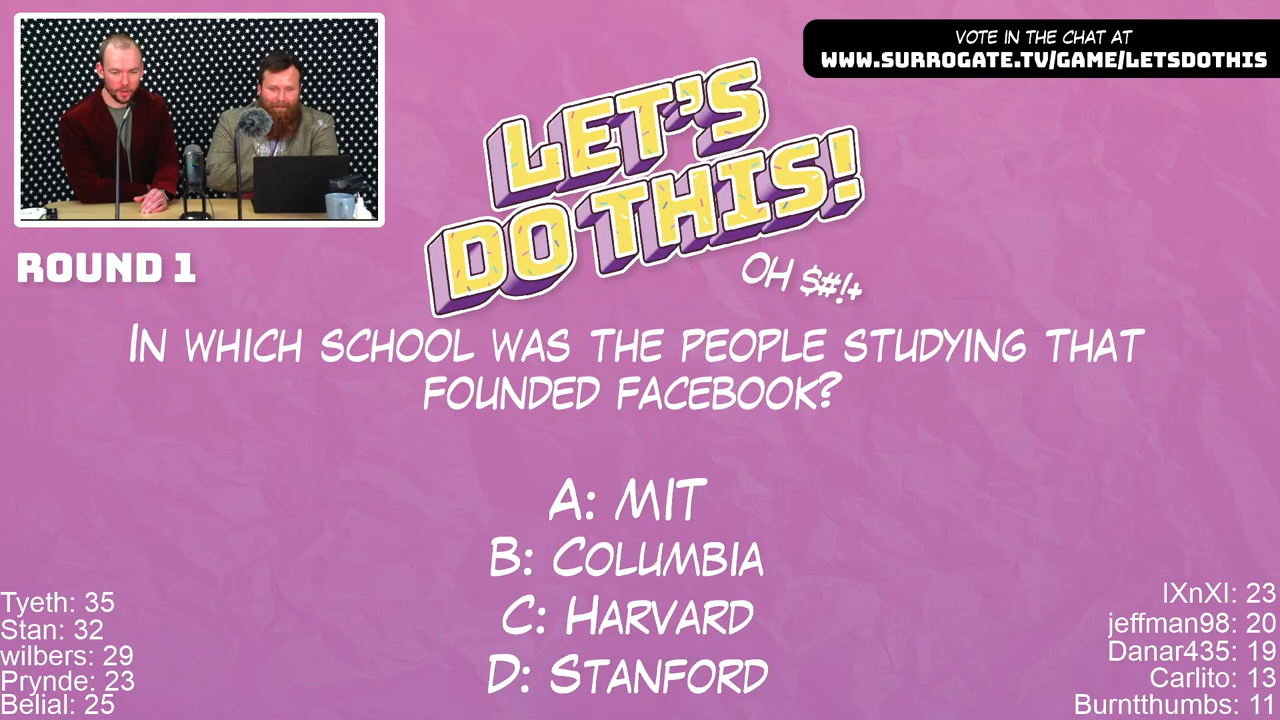 VOTE IN THE CHAT AT
WWW.SURROGATE.TV/GAME/LETSDOTHIS
LET'S
DO THIS!
OH $#!+
ROUND 1
IN WHICH SCHOOL WAS THE PEOPLE STUDYING THAT
FOUNDED FACEBOOK?
A: MIT
B: COLUMBIA
C: HARVARD
D: STANFORD
Tyeth: 35
Stan: 32
wilbers: 29
Prynde: 23
Belial: 25
IXnXI: 23
jeffman98: 20
Danar435: 19
Carlito: 13
Burntthumbs: 11